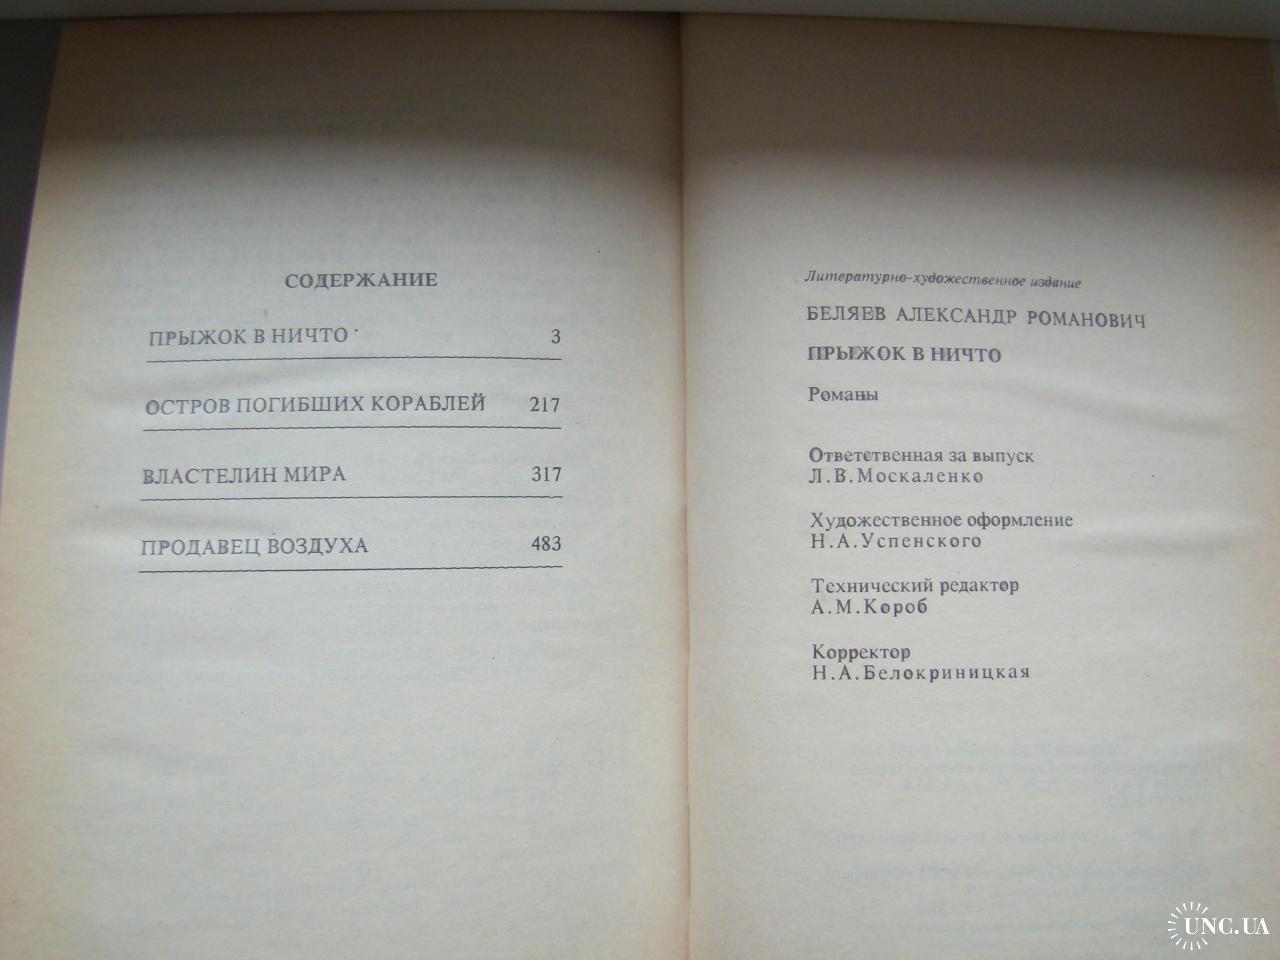 СОДЕРЖАНИЕ
ПРЫЖОК В НИЧТО 3
ОСТРОВ ПОГИБШИХ КОРАБЛЕЙ 217
ВЛАСТЕЛИН МИРА 317
ПРОДАВЕЦ ВОЗДУХА 483
Литературно-художественное издание
БЕЛЯЕВ АЛЕКСАНДР РОМАНОВИЧ
ПРЫЖОК В НИЧТО
Романы
Ответственная за выпуск
Л.В.Москаленко
Художественное оформление
Н.А.Успенского
Технический редактор
А.М.Короб
Корректор
Н.А.Белокриницкая
UNC.UA